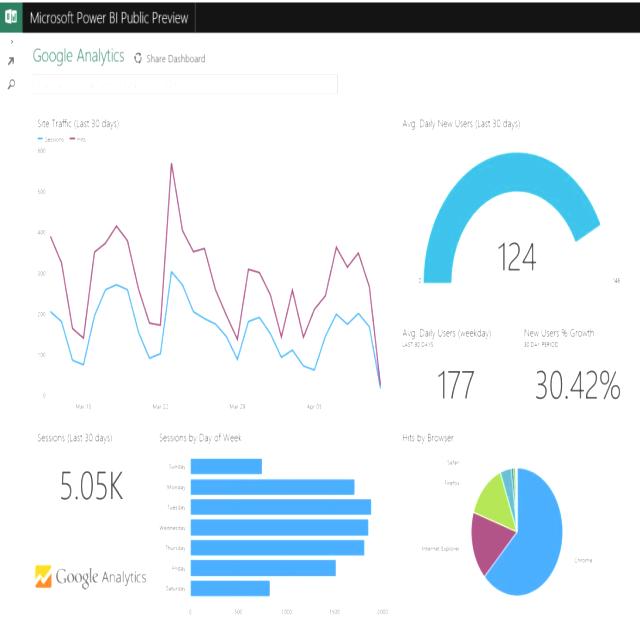 Microsoft Power BI Public Preview
Google Analytics
Share Dashboard
Site Traffic (Last 30 days)
Sessions Hits
600
500
400
300
200
100
0
Mar 15
Mar 22
Mar 29
Apr 05
Avg. Daily New Users (Last 30 days)
124
0
Avg. Daily Users (weekday)
LAST 30 DAYS
177
New Users % Growth
30 DAY PERIOD
30.42%
Sessions (Last 30 days)
5.05K
Google Analytics
Sessions by Day of Week
Sunday
Monday
Tuesday
Wednesday
Thursday
Friday
Saturday
0 500 1000 1500 2000
Hits by Browser
Safari
Firefox
Internet Explorer
Chrome